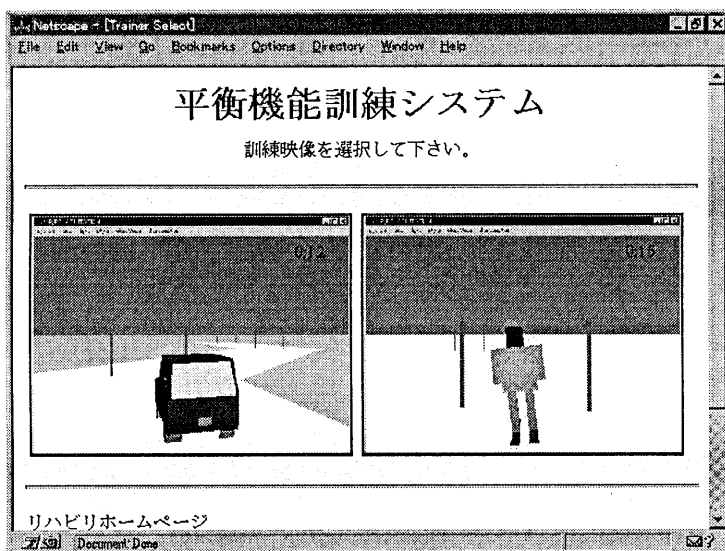 Netscape - [Trainer Select]
File Edit View Go Bookmarks Options Directory Window Help
平衡機能訓練システム
訓練映像を選択して下さい。
0:12
0:15
リハビリホームページ
Document: Done